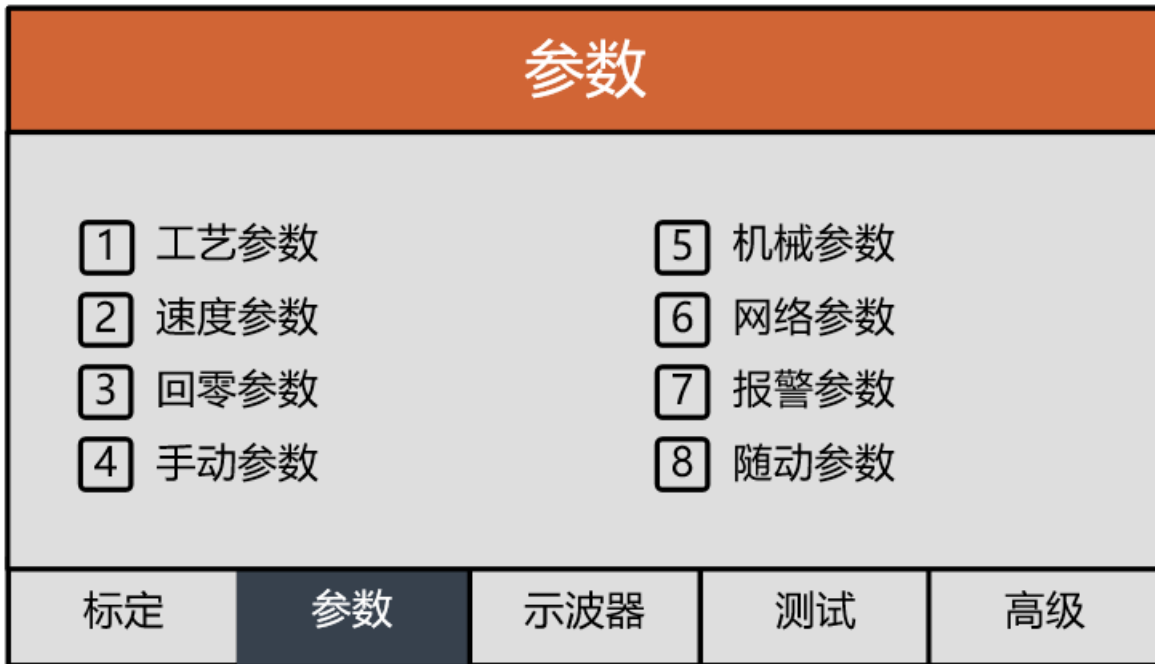 参数
1 工艺参数
2 速度参数
3 回零参数
4 手动参数
5 机械参数
6 网络参数
7 报警参数
8 随动参数
标定 参数 示波器 测试 高级